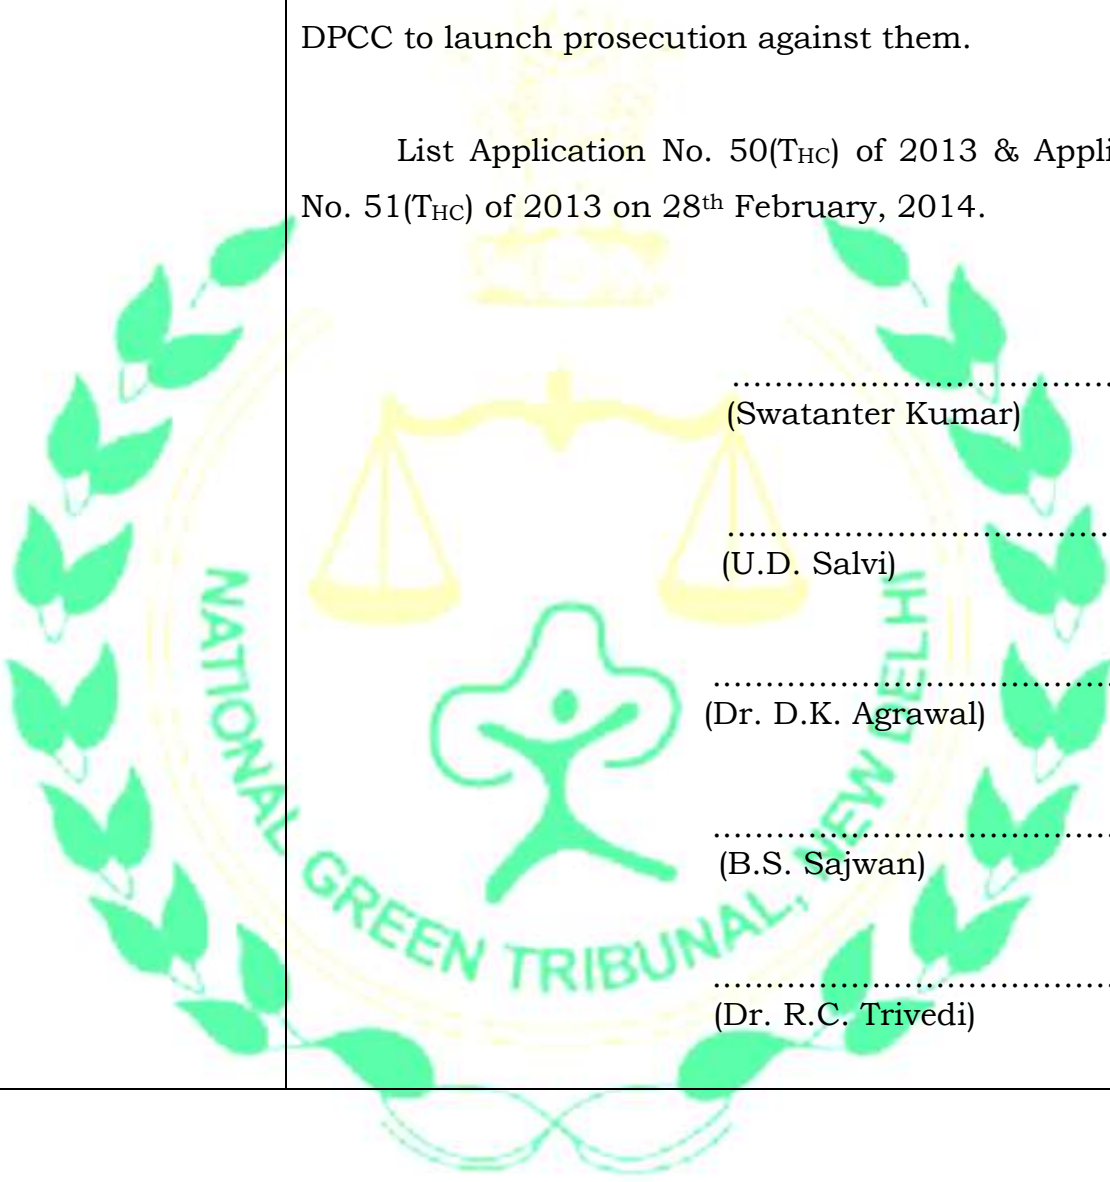 DPCC to launch prosecution against them.
List Application No. 50(THC) of 2013 & Appli
No. 51(THC) of 2013 on 28th February, 2014.
.......................................
(Swatanter Kumar)
.......................................
(U.D. Salvi)
.......................................
(Dr. D.K. Agrawal)
.......................................
(B.S. Sajwan)
.......................................
(Dr. R.C. Trivedi)
NATIONAL GREEN TRIBUNAL, NEW DELHI